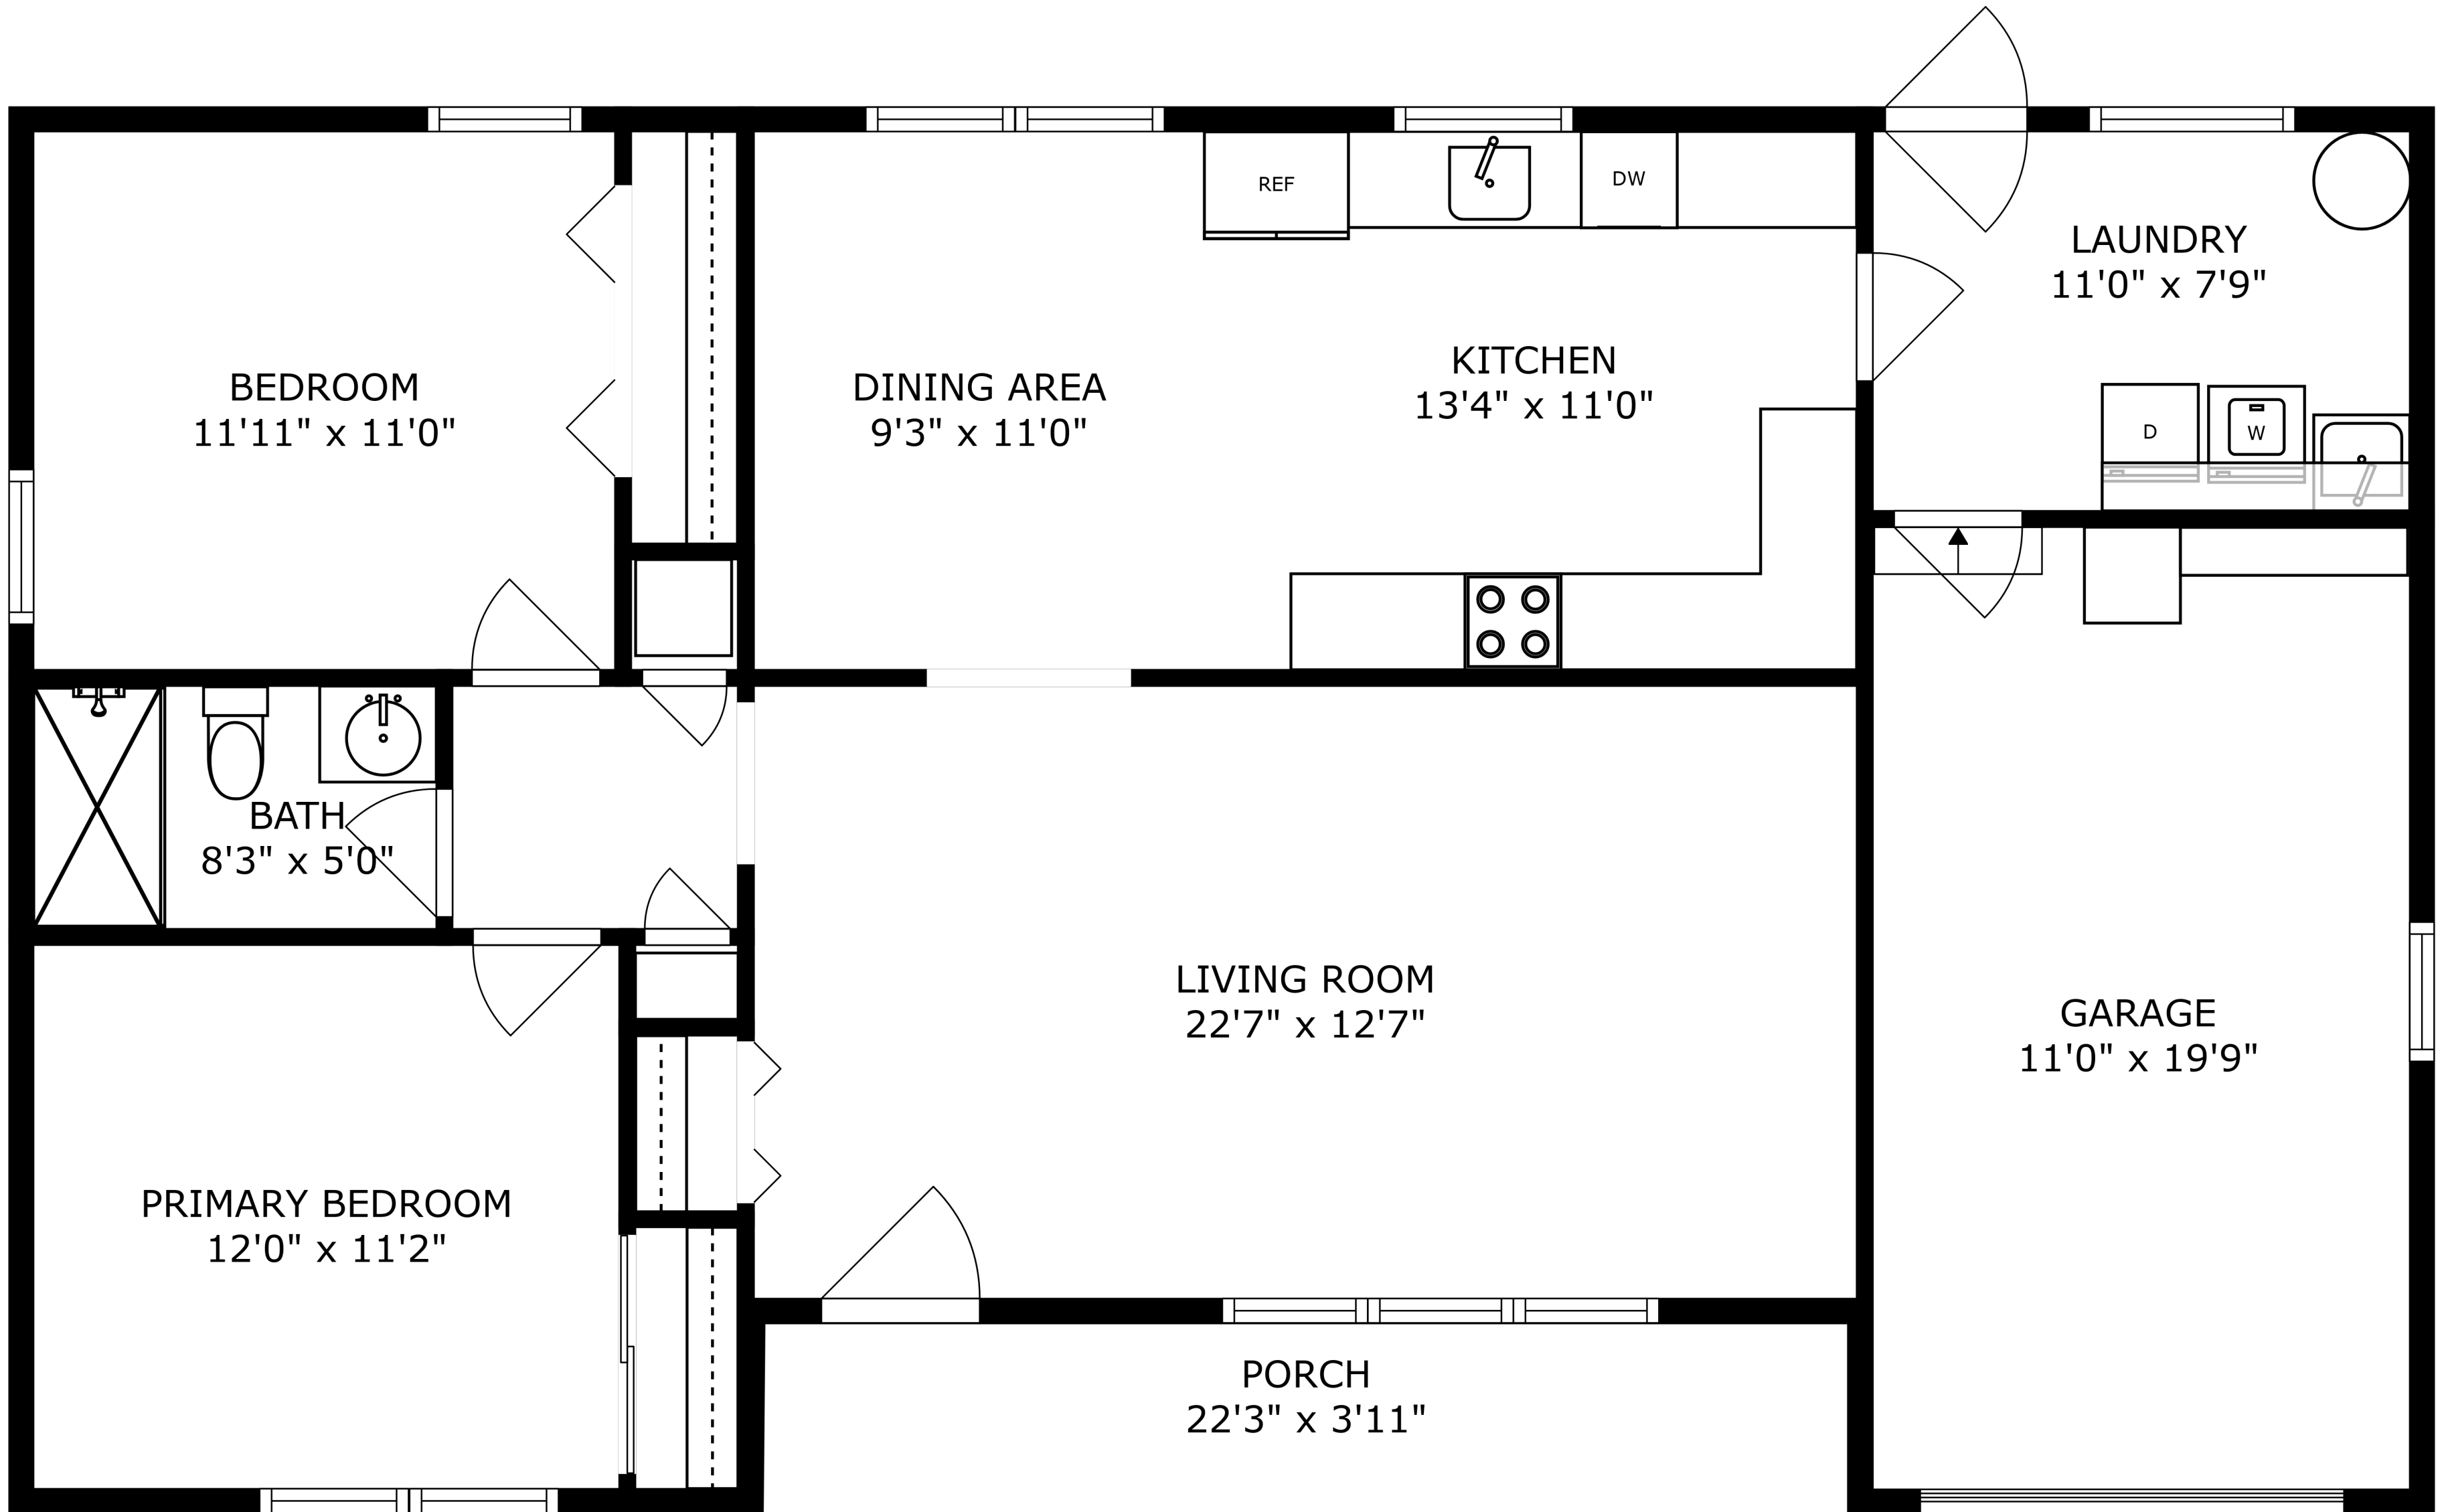 REF
DW
LAUNDRY
11'0" x 7'9"
BEDROOM
11'11" x 11'0"
DINING AREA
9'3" x 11'0"
KITCHEN
13'4" x 11'0"
D
W
BATH
8'3" x 5'0"
LIVING ROOM
22'7" x 12'7"
GARAGE
11'0" x 19'9"
PRIMARY BEDROOM
12'0" x 11'2"
PORCH
22'3" x 3'11"